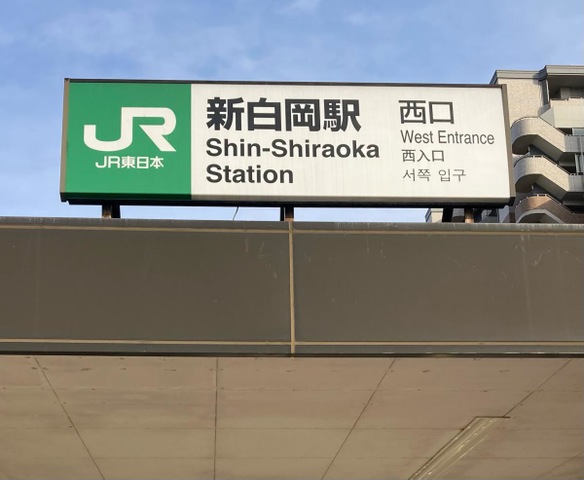 JR
JR東日本
新白岡駅
Shin-Shiraoka
Station
西口
West Entrance
西入口
서쪽 입구